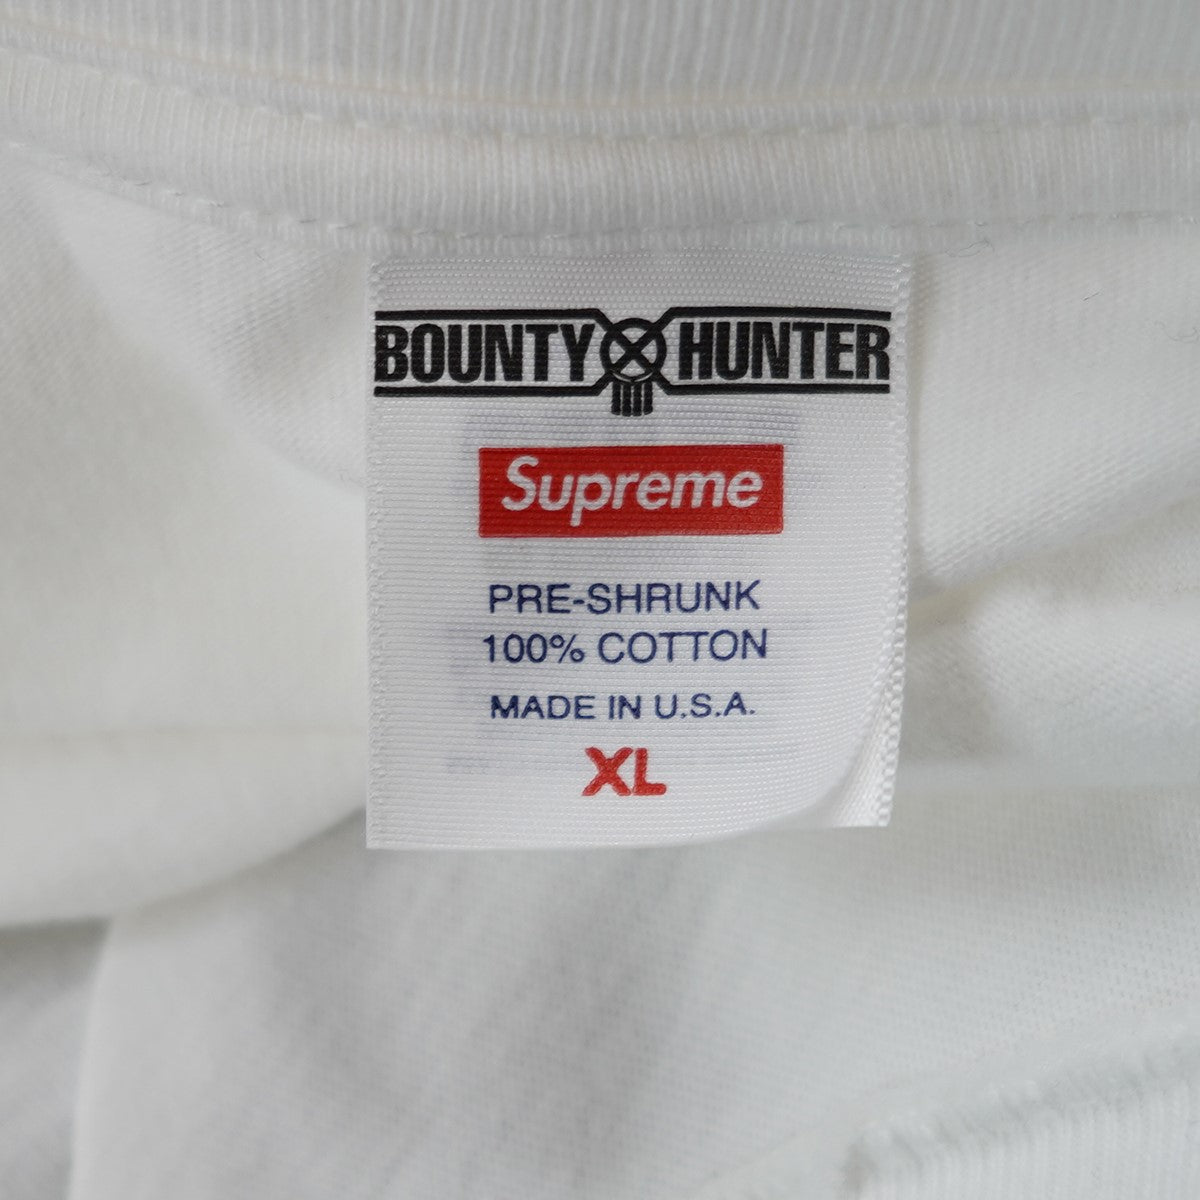 BOUNTY HUNTER
Supreme
PRE-SHRUNK
100% COTTON
MADE IN U.S.A.
XL